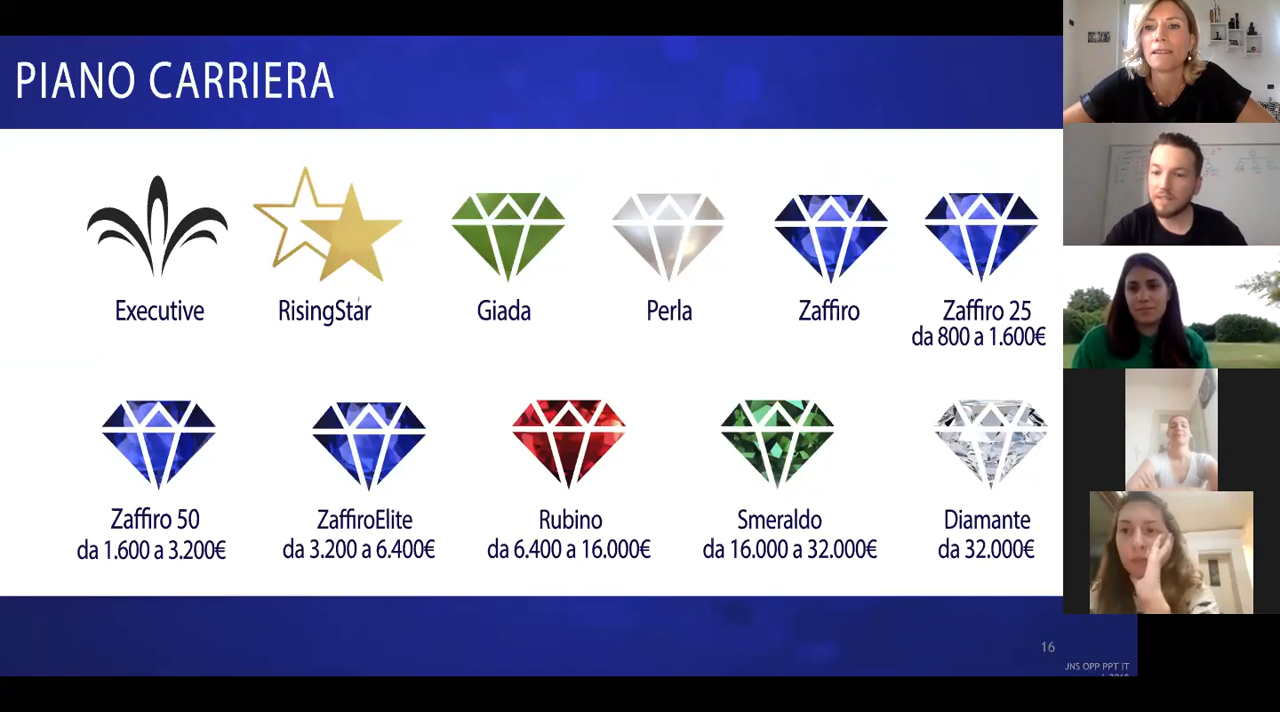 PIANO CARRIERA
Executive
RisingStar
Giada
Perla
Zaffiro
Zaffiro 25
da 800 a 1.600€
Zaffiro 50
da 1.600 a 3.200€
ZaffiroElite
da 3.200 a 6.400€
Rubino
da 6.400 a 16.000€
Smeraldo
da 16.000 a 32.000€
Diamante
da 32.000€
16
JNS OPP PPT IT